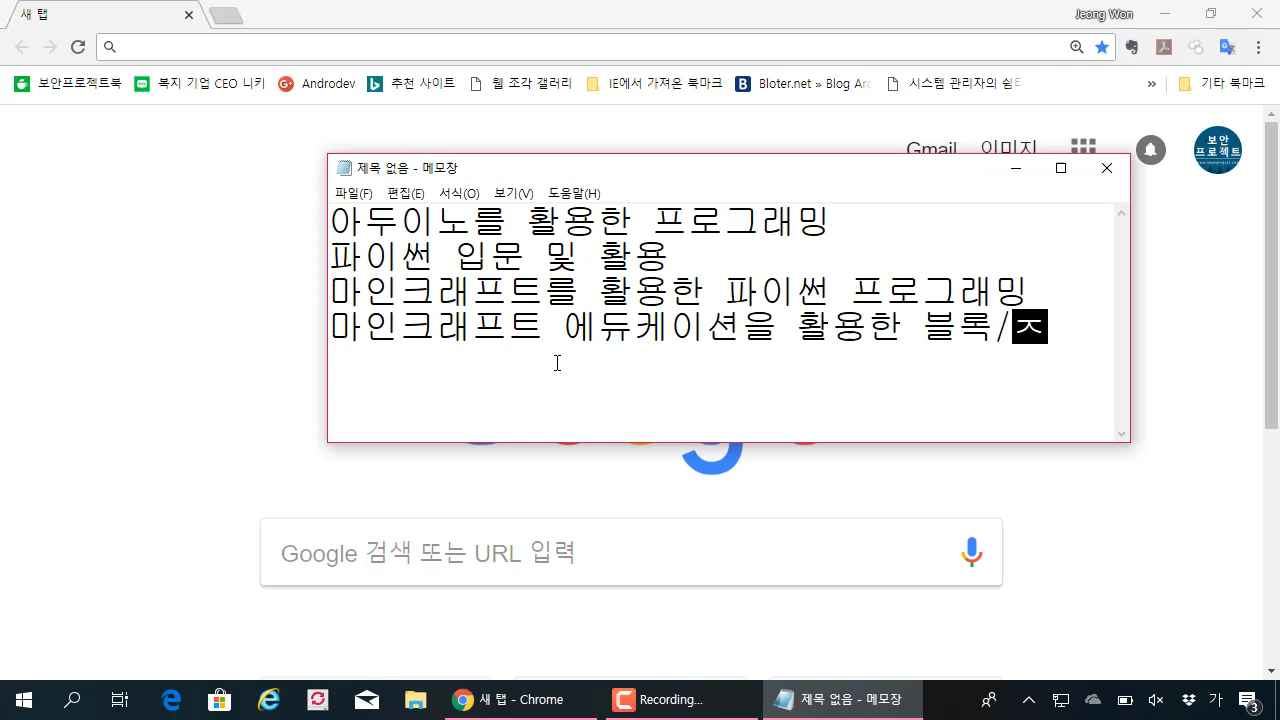 새 탭
Jeong Won
보안프로젝트북
복지 기업 CEO 니키
Androdev
추천 사이트
웹 조각 갤러리
IE에서 가져온 북마크
Bloter.net » Blog Arc
시스템 관리자의 쉼터
»
기타 북마크
Gmail 이미지
보안
프로젝트
제목 없음 - 메모장
파일(F) 편집(E) 서식(O) 보기(V) 도움말(H)
아두이노를 활용한 프로그래밍
파이썬 입문 및 활용
마인크래프트를 활용한 파이썬 프로그래밍
마인크래프트 에듀케이션을 활용한 블록/ㅈ
Google 검색 또는 URL 입력
새 탭 - Chrome
Recording...
제목 없음 - 메모장
가
3